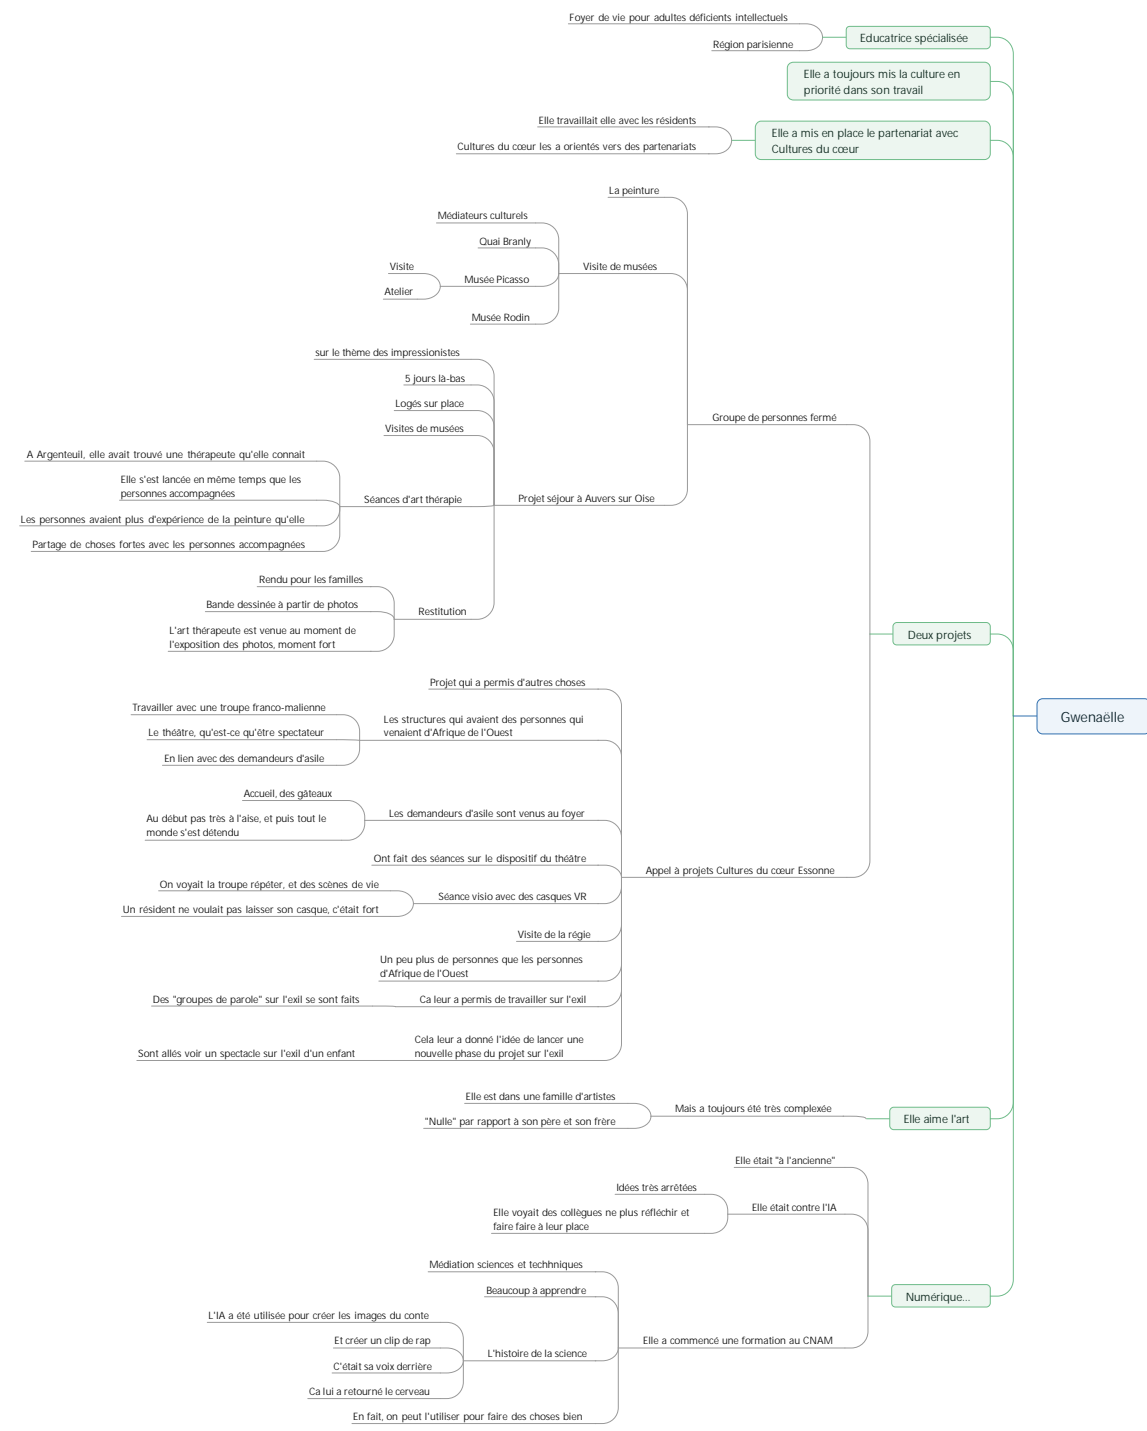 Foyer de vie pour adultes déficients intellectuels
Région parisienne
Educatrice spécialisée
Elle a toujours mis la culture en
priorité dans son travail
Elle travaillait elle avec les résidents
Cultures du cœur les a orientés vers des partenariats
Elle a mis en place le partenariat avec
Cultures du cœur
La peinture
Médiateurs culturels
Quai Branly
Visite
Atelier
Musée Picasso
Musée Rodin
Visite de musées
sur le thème des impressionistes
5 jours là-bas
Logés sur place
Visites de musées
A Argenteuil, elle avait trouvé une thérapeute qu'elle connait
Elle s'est lancée en même temps que les
personnes accompagnées
Les personnes avaient plus d'expérience de la peinture qu'elle
Partage de choses fortes avec les personnes accompagnées
Séances d'art thérapie
Rendu pour les familles
Bande dessinée à partir de photos
L'art thérapeute est venue au moment de
l'exposition des photos, moment fort
Restitution
Projet séjour à Auvers sur Oise
Groupe de personnes fermé
Projet qui a permis d'autres choses
Travailler avec une troupe franco-malienne
Le théâtre, qu'est-ce qu'être spectateur
En lien avec des demandeurs d'asile
Les structures qui avaient des personnes qui
venaient d'Afrique de l'Ouest
Accueil, des gâteaux
Au début pas très à l'aise, et puis tout le
monde s'est détendu
Les demandeurs d'asile sont venus au foyer
Ont fait des séances sur le dispositif du théâtre
On voyait la troupe répéter, et des scènes de vie
Un résident ne voulait pas laisser son casque, c'était fort
Séance visio avec des casques VR
Visite de la régie
Un peu plus de personnes que les personnes
d'Afrique de l'Ouest
Des "groupes de parole" sur l'exil se sont faits
Ca leur a permis de travailler sur l'exil
Sont allés voir un spectacle sur l'exil d'un enfant
Cela leur a donné l'idée de lancer une
nouvelle phase du projet sur l'exil
Appel à projets Cultures du cœur Essonne
Deux projets
Gwenaëlle
Elle est dans une famille d'artistes
"Nulle" par rapport à son père et son frère
Mais a toujours été très complexée
Elle aime l'art
Elle était "à l'ancienne"
Idées très arrêtées
Elle voyait des collègues ne plus réfléchir et
faire faire à leur place
Elle était contre l'IA
Médiation sciences et techhniques
Beaucoup à apprendre
L'IA a été utilisée pour créer les images du conte
Et créer un clip de rap
C'était sa voix derrière
Ca lui a retourné le cerveau
L'histoire de la science
En fait, on peut l'utiliser pour faire des choses bien
Elle a commencé une formation au CNAM
Numérique...